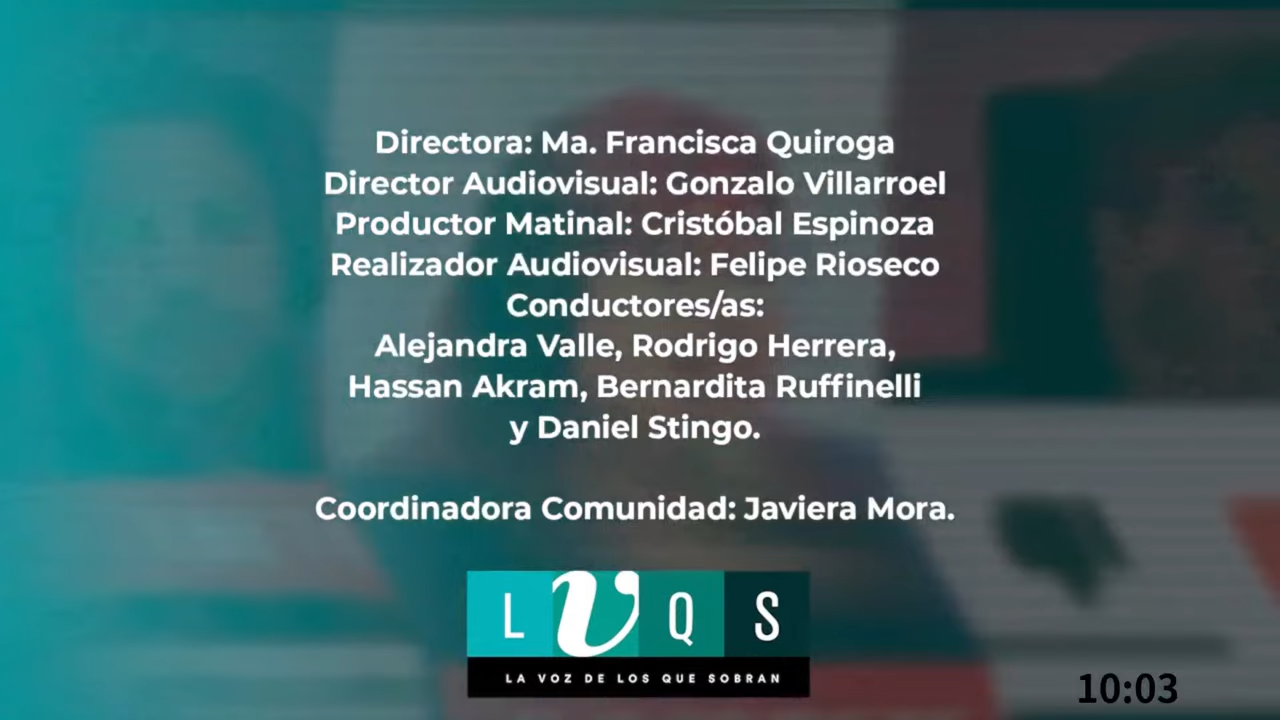 Directora: Ma. Francisca Quiroga
Director Audiovisual: Gonzalo Villarroel
Productor Matinal: Cristóbal Espinoza
Realizador Audiovisual: Felipe Rioseco
Conductores/as:
Alejandra Valle, Rodrigo Herrera,
Hassan Akram, Bernardita Ruffinelli
y Daniel Stingo.
Coordinadora Comunidad: Javiera Mora.
L V Q S
LA VOZ DE LOS QUE SOBRAN
10:03